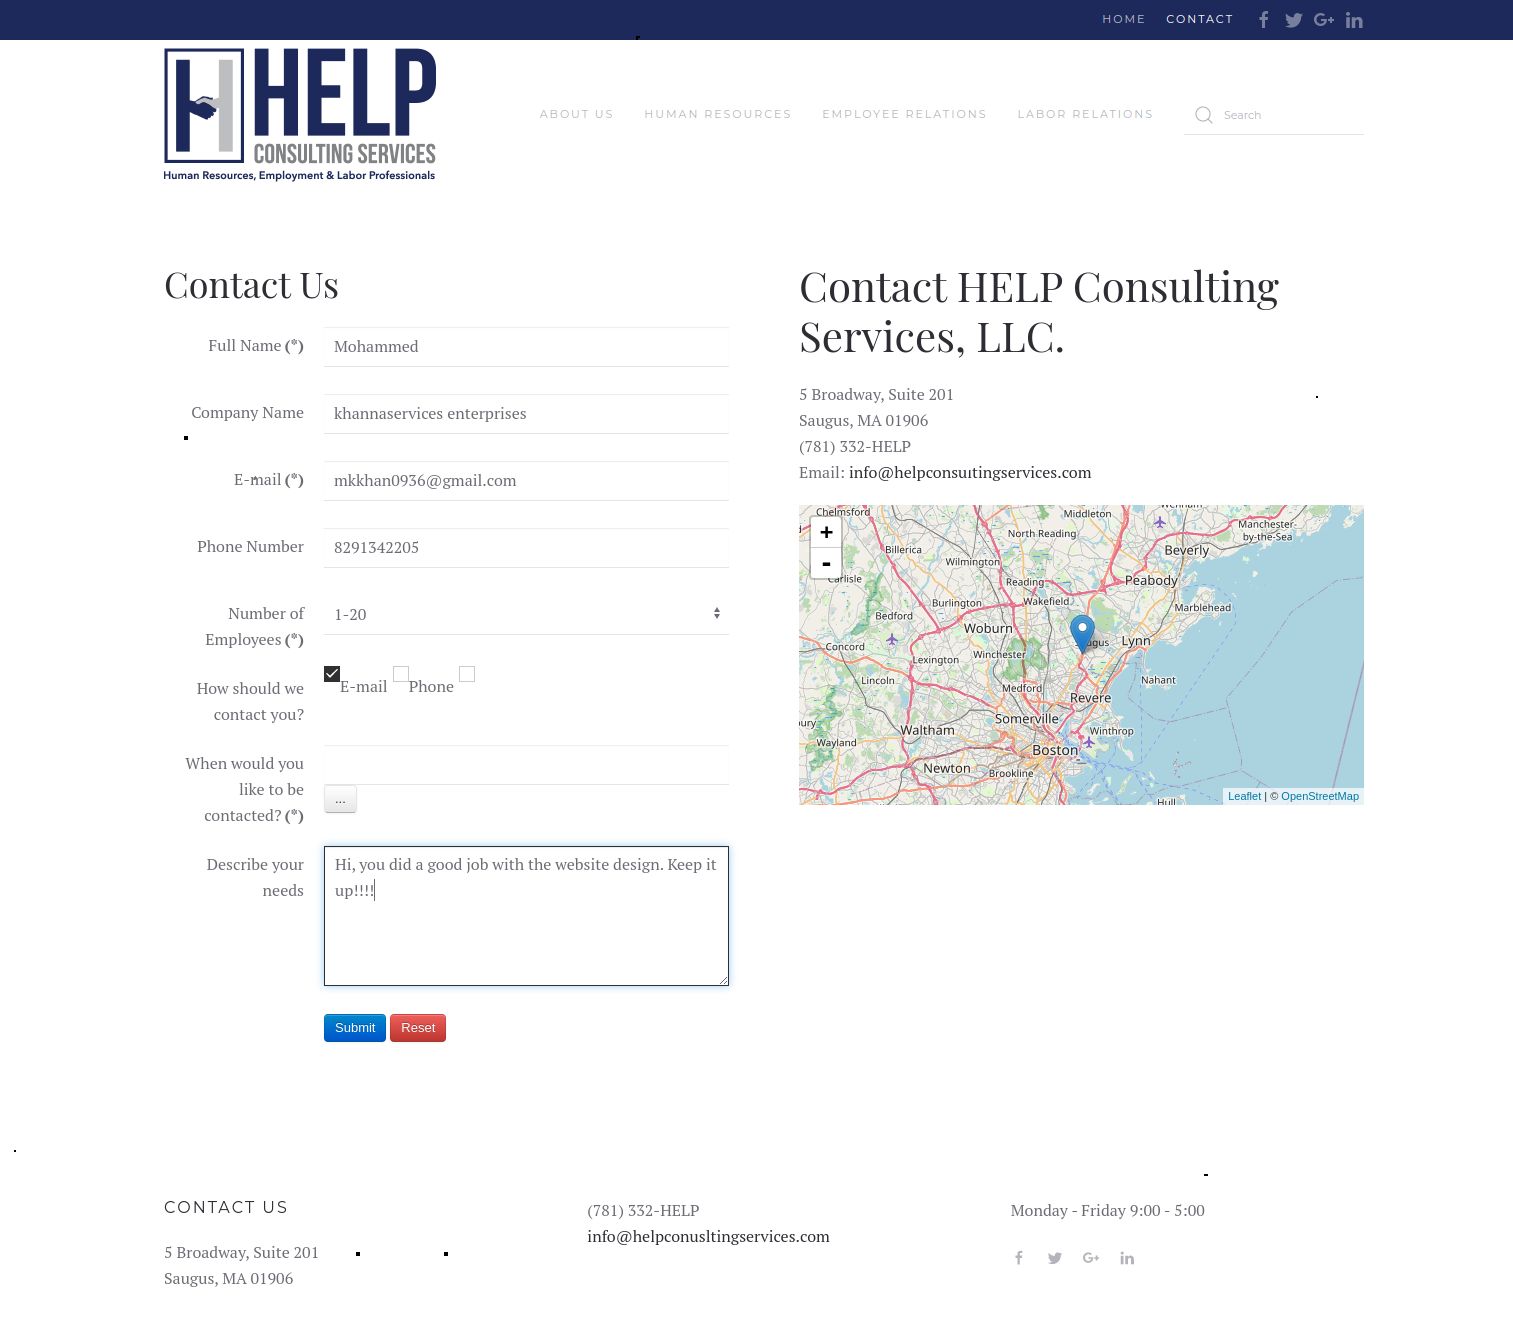 HOME CONTACT
HELP
CONSULTING SERVICES
Human Resources, Employment & Labor Professionals
ABOUT US HUMAN RESOURCES EMPLOYEE RELATIONS LABOR RELATIONS Search
Contact Us
Full Name (*) Mohammed
Company Name khannaservices enterprises
E-mail (*) mkkhan0936@gmail.com
Phone Number 8291342205
Number of
Employees (*)
1-20
How should we
contact you?
E-mail Phone
When would you
like to be
contacted? (*)
...
Describe your
needs
Hi, you did a good job with the website design. Keep it
up!!!!
Submit Reset
Contact HELP Consulting
Services, LLC.
5 Broadway, Suite 201
Saugus, MA 01906
(781) 332-HELP
Email: info@helpconsutingservices.com
+
-
Chelmsford
Middleton
Manchester-
by-the-Sea
North Reading
Billerica
Beverly
Wilmington
Carlisle
Reading
Peabody
Burlington
Wakefield
Marblehead
Bedford
Woburn
Lynn
Concord
Winchester
Lexington
Lincoln
Medford
Nahant
Revere
Somerville
Waltham
Winthrop
Wayland
Boston
Newton
Brookline
Hull
Leaflet | © OpenStreetMap
CONTACT US
5 Broadway, Suite 201
Saugus, MA 01906
(781) 332-HELP
info@helpconusltingservices.com
Monday - Friday 9:00 - 5:00